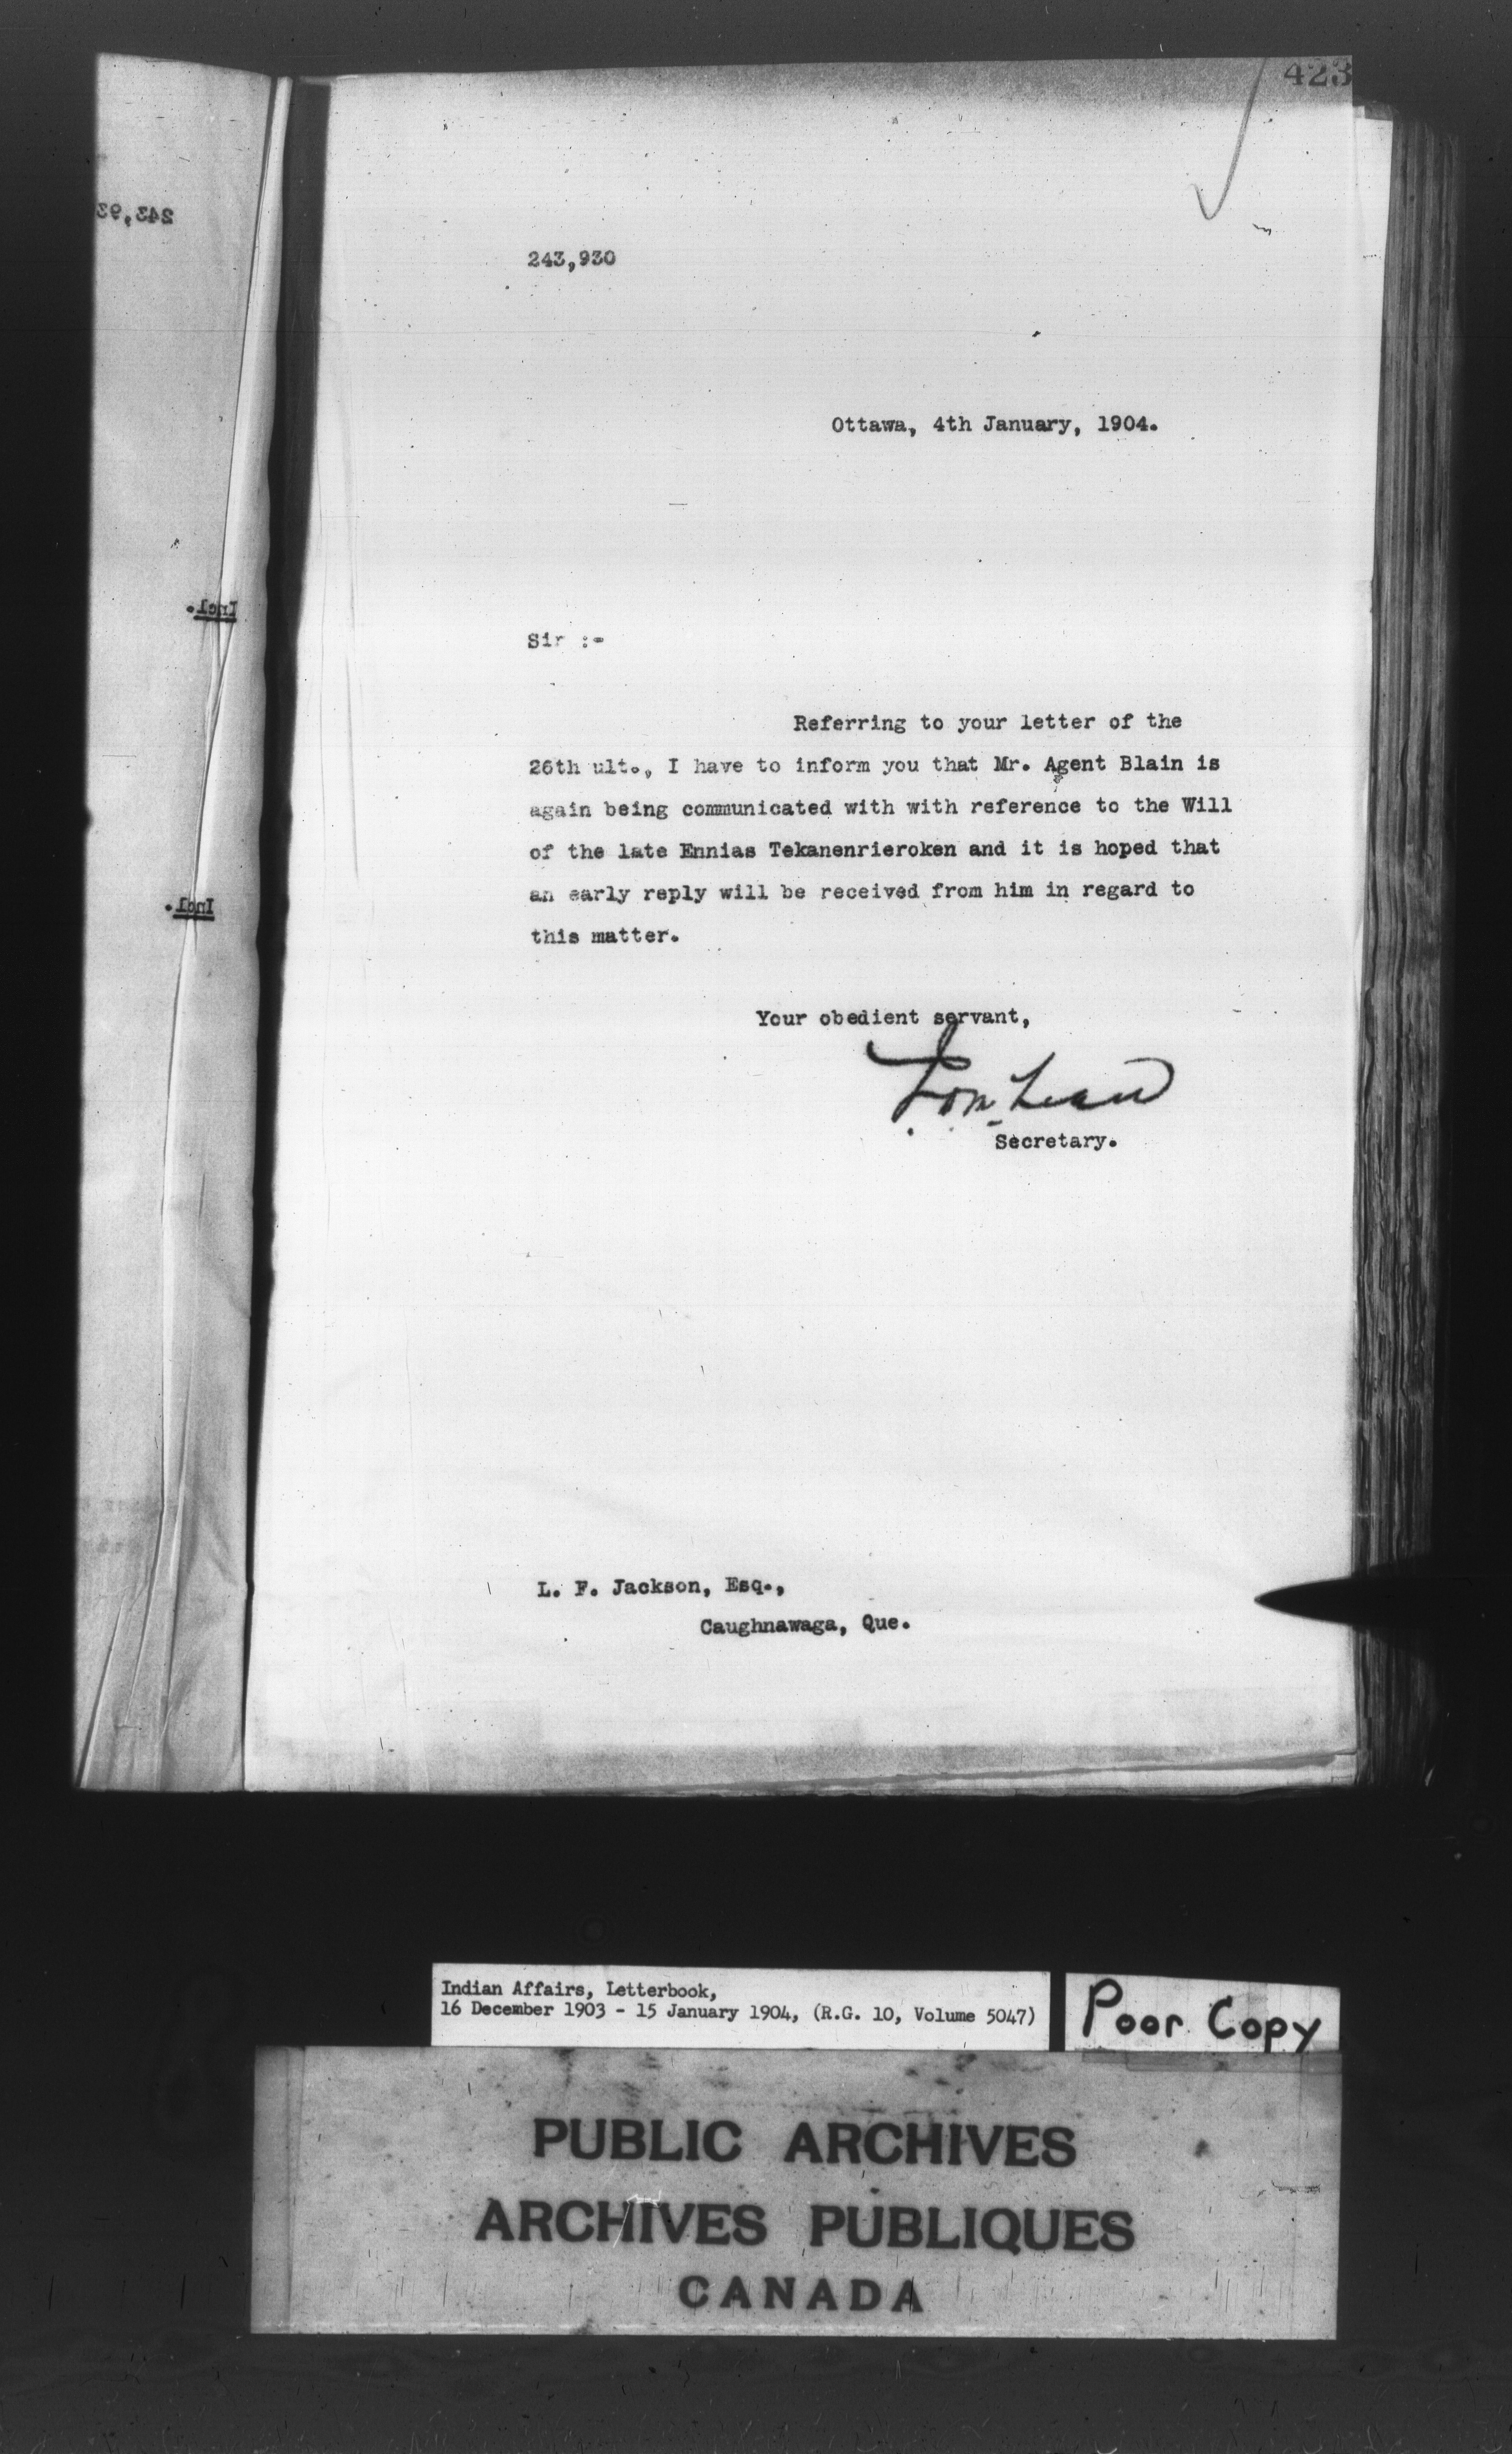 423
243,930
Ottawa, 4th January, 1904.
Sir :-
Referring to your letter of the
26th ult., I have to inform you that Mr. Agent Blain is
again being communicated with with reference to the Will
of the late Ennias Tekanenrieroken and it is hoped that
an early reply will be received from him in regard to
this matter.
Your obedient servant,
Secretary.
L. F. Jackson, Esq.,
Caughnawaga, Que.
243,93
Incl.
Incl.
Indian Affairs, Letterbook,
16 December 1903 - 15 January 1904, (R.G. 10, Volume 5047)
Poor Copy
PUBLIC ARCHIVES
ARCHIVES PUBLIQUES
CANADA